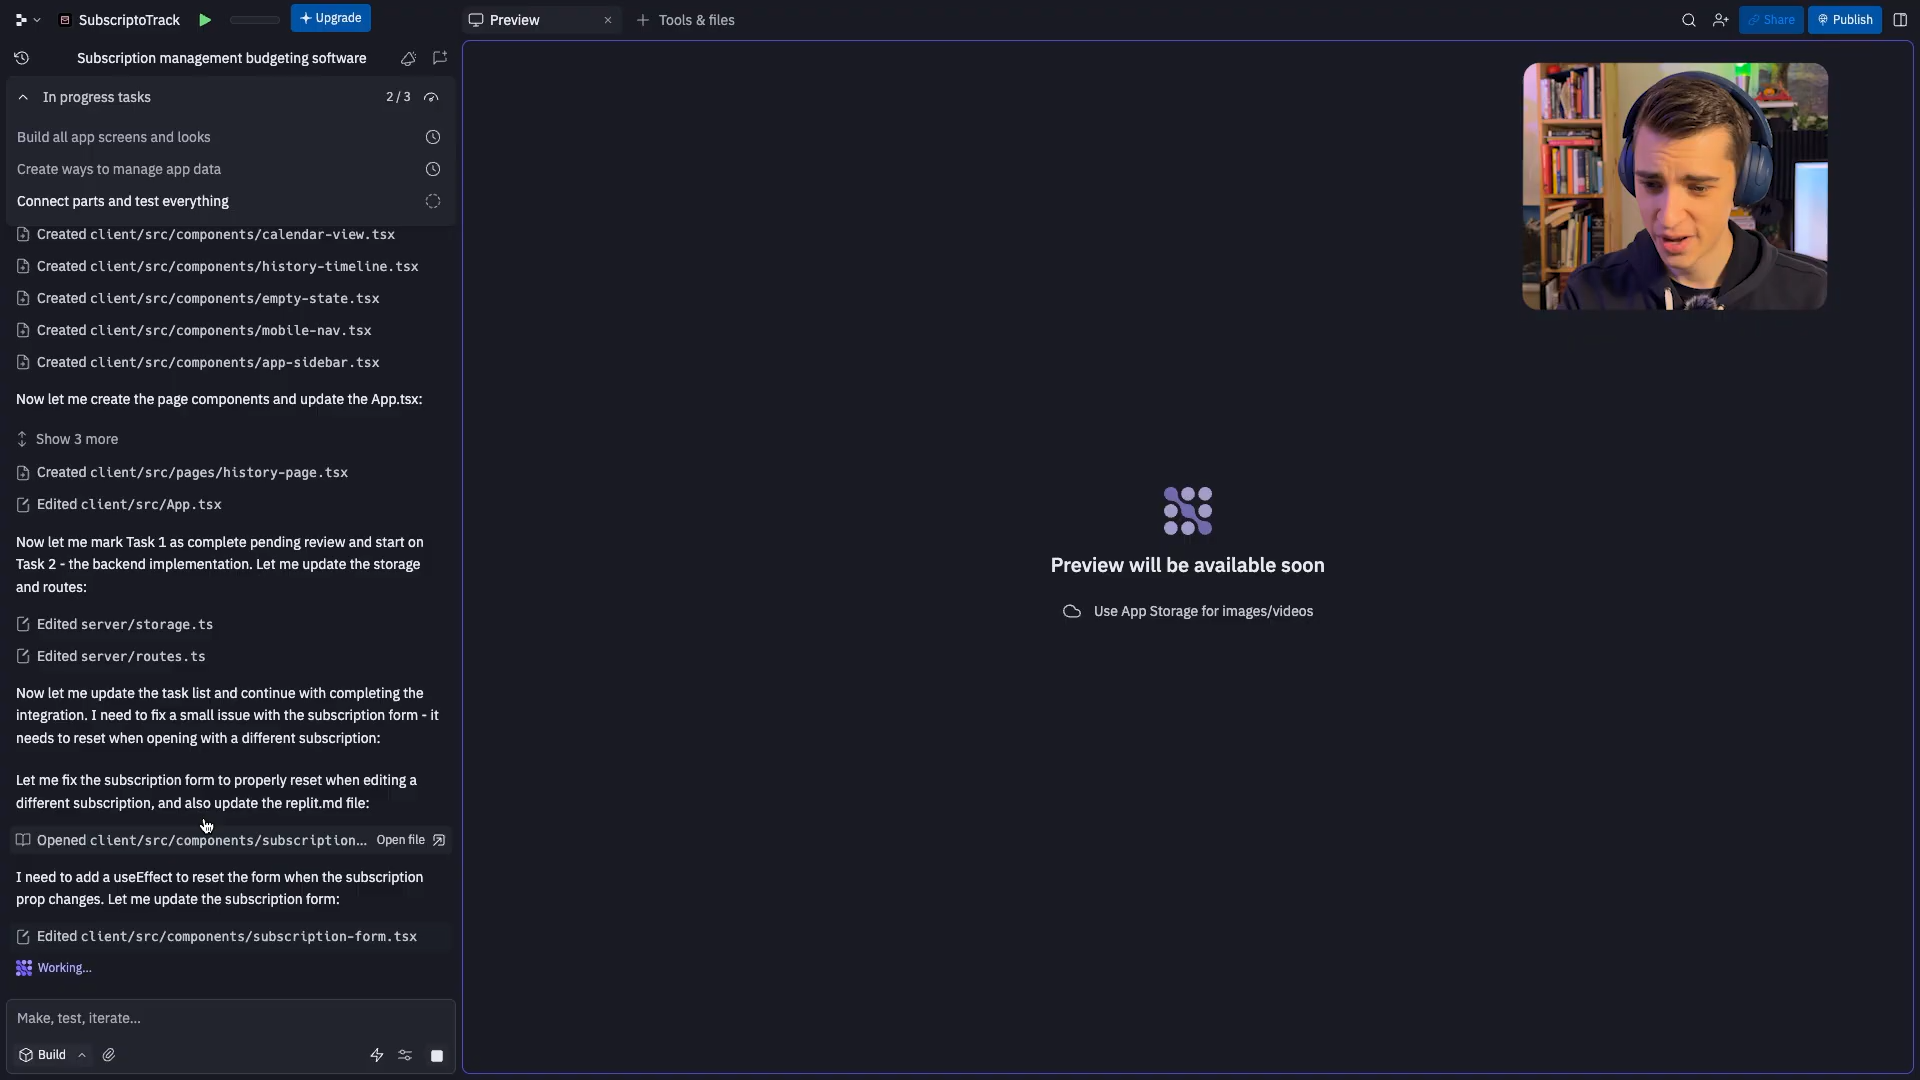 SubscriptoTrack
Upgrade
Preview
Tools & files
Share
Publish
Subscription management budgeting software
In progress tasks
2 / 3
Build all app screens and looks
Create ways to manage app data
Connect parts and test everything
Created client/src/components/calendar-view.tsx
Created client/src/components/history-timeline.tsx
Created client/src/components/empty-state.tsx
Created client/src/components/mobile-nav.tsx
Created client/src/components/app-sidebar.tsx
Now let me create the page components and update the App.tsx:
Show 3 more
Created client/src/pages/history-page.tsx
Edited client/src/App.tsx
Now let me mark Task 1 as complete pending review and start on
Task 2 - the backend implementation. Let me update the storage
and routes:
Edited server/storage.ts
Edited server/routes.ts
Now let me update the task list and continue with completing the
integration. I need to fix a small issue with the subscription form - it
needs to reset when opening with a different subscription:
Let me fix the subscription form to properly reset when editing a
different subscription, and also update the replit.md file:
Opened client/src/components/subscription... Open file
I need to add a useEffect to reset the form when the subscription
prop changes. Let me update the subscription form:
Edited client/src/components/subscription-form.tsx
Working...
Make, test, iterate...
Build
Preview will be available soon
Use App Storage for images/videos